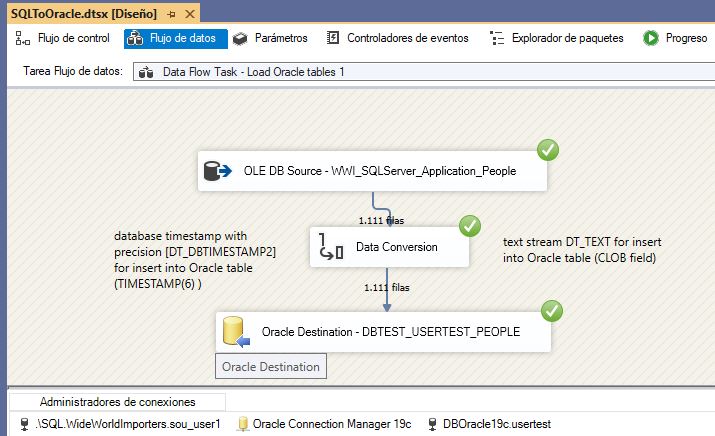 SQLToOracle.dtsx [Diseño]
Flujo de control Flujo de datos Parámetros Controladores de eventos Explorador de paquetes Progreso
Tarea Flujo de datos: Data Flow Task - Load Oracle tables 1
OLE DB Source - WWI_SQLServer_Application_People
1.111 filas
database timestamp with
precision [DT_DBTIMESTAMP2]
for insert into Oracle table
(TIMESTAMP(6) )
Data Conversion
text stream DT_TEXT for insert
into Oracle table (CLOB field)
1.111 filas
Oracle Destination - DBTEST_USERTEST_PEOPLE
Oracle Destination
Administradores de conexiones
.\SQL.WideWorldImporters.sou_user1 Oracle Connection Manager 19c DBOracle19c.usertest